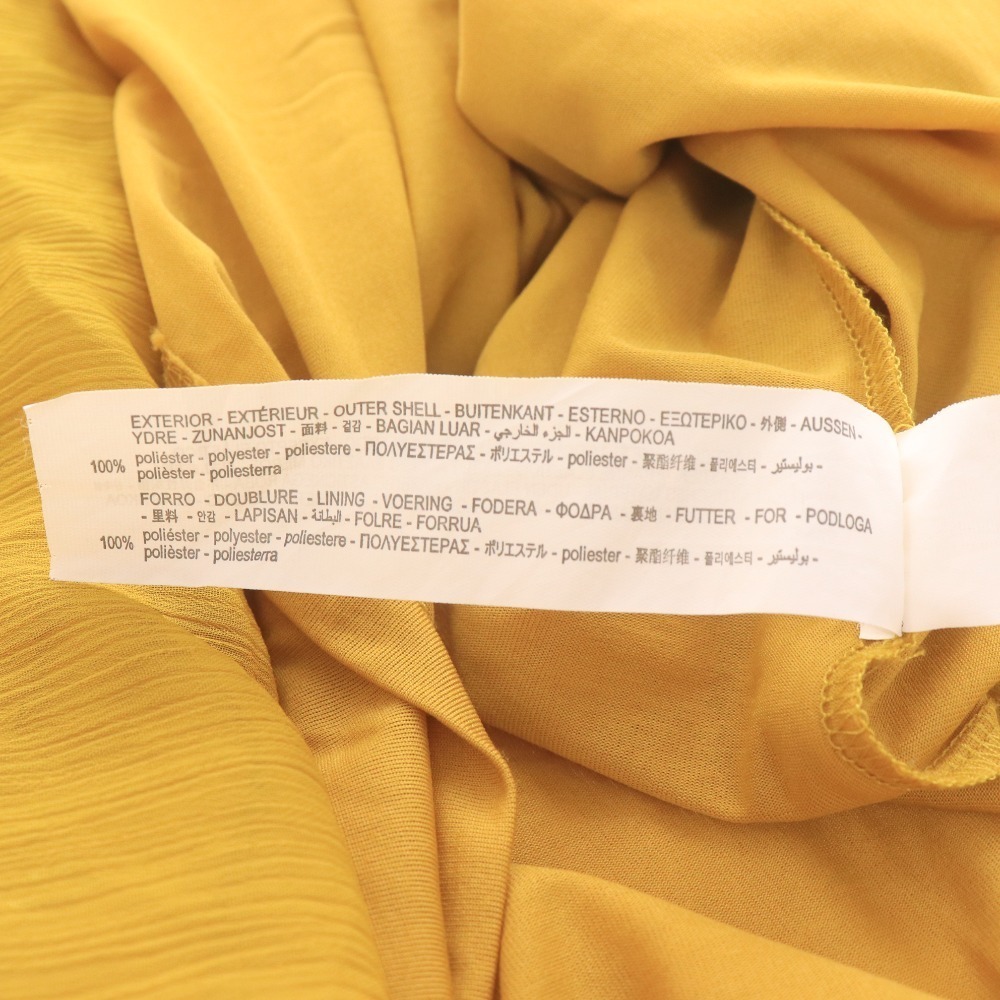 EXTERIOR - EXTÉRIEUR - OUTER SHELL - BUITENKANT - ESTERNO - ΕΞΩΤΕΡΙΚΟ - 外側 - AUSSEN -
YDRE - ZUNANJOST - 面料 - 겉감 - BAGIAN LUAR - الجزء الخارجي - KANPOKOA
100% poliéster - polyester - poliestere - ΠΟΛΥΕΣΤΕΡΑΣ - ポリエステル - poliester - 聚酯纤维 - 폴리에스터 - بوليستير -
polièster - poliesterra
FORRO - DOUBLURE - LINING - VOERING - FODERA - ΦΟΔΡΑ - 裏地 - FUTTER - FOR - PODLOGA
- 里料 - 안감 - LAPISAN - البطانة - FOLRE - FORRUA
100% poliéster - polyester - poliestere - ΠΟΛΥΕΣΤΕΡΑΣ - ポリエステル - poliester - 聚酯纤维 - 폴리에스터 - بوليستير -
polièster - poliesterra